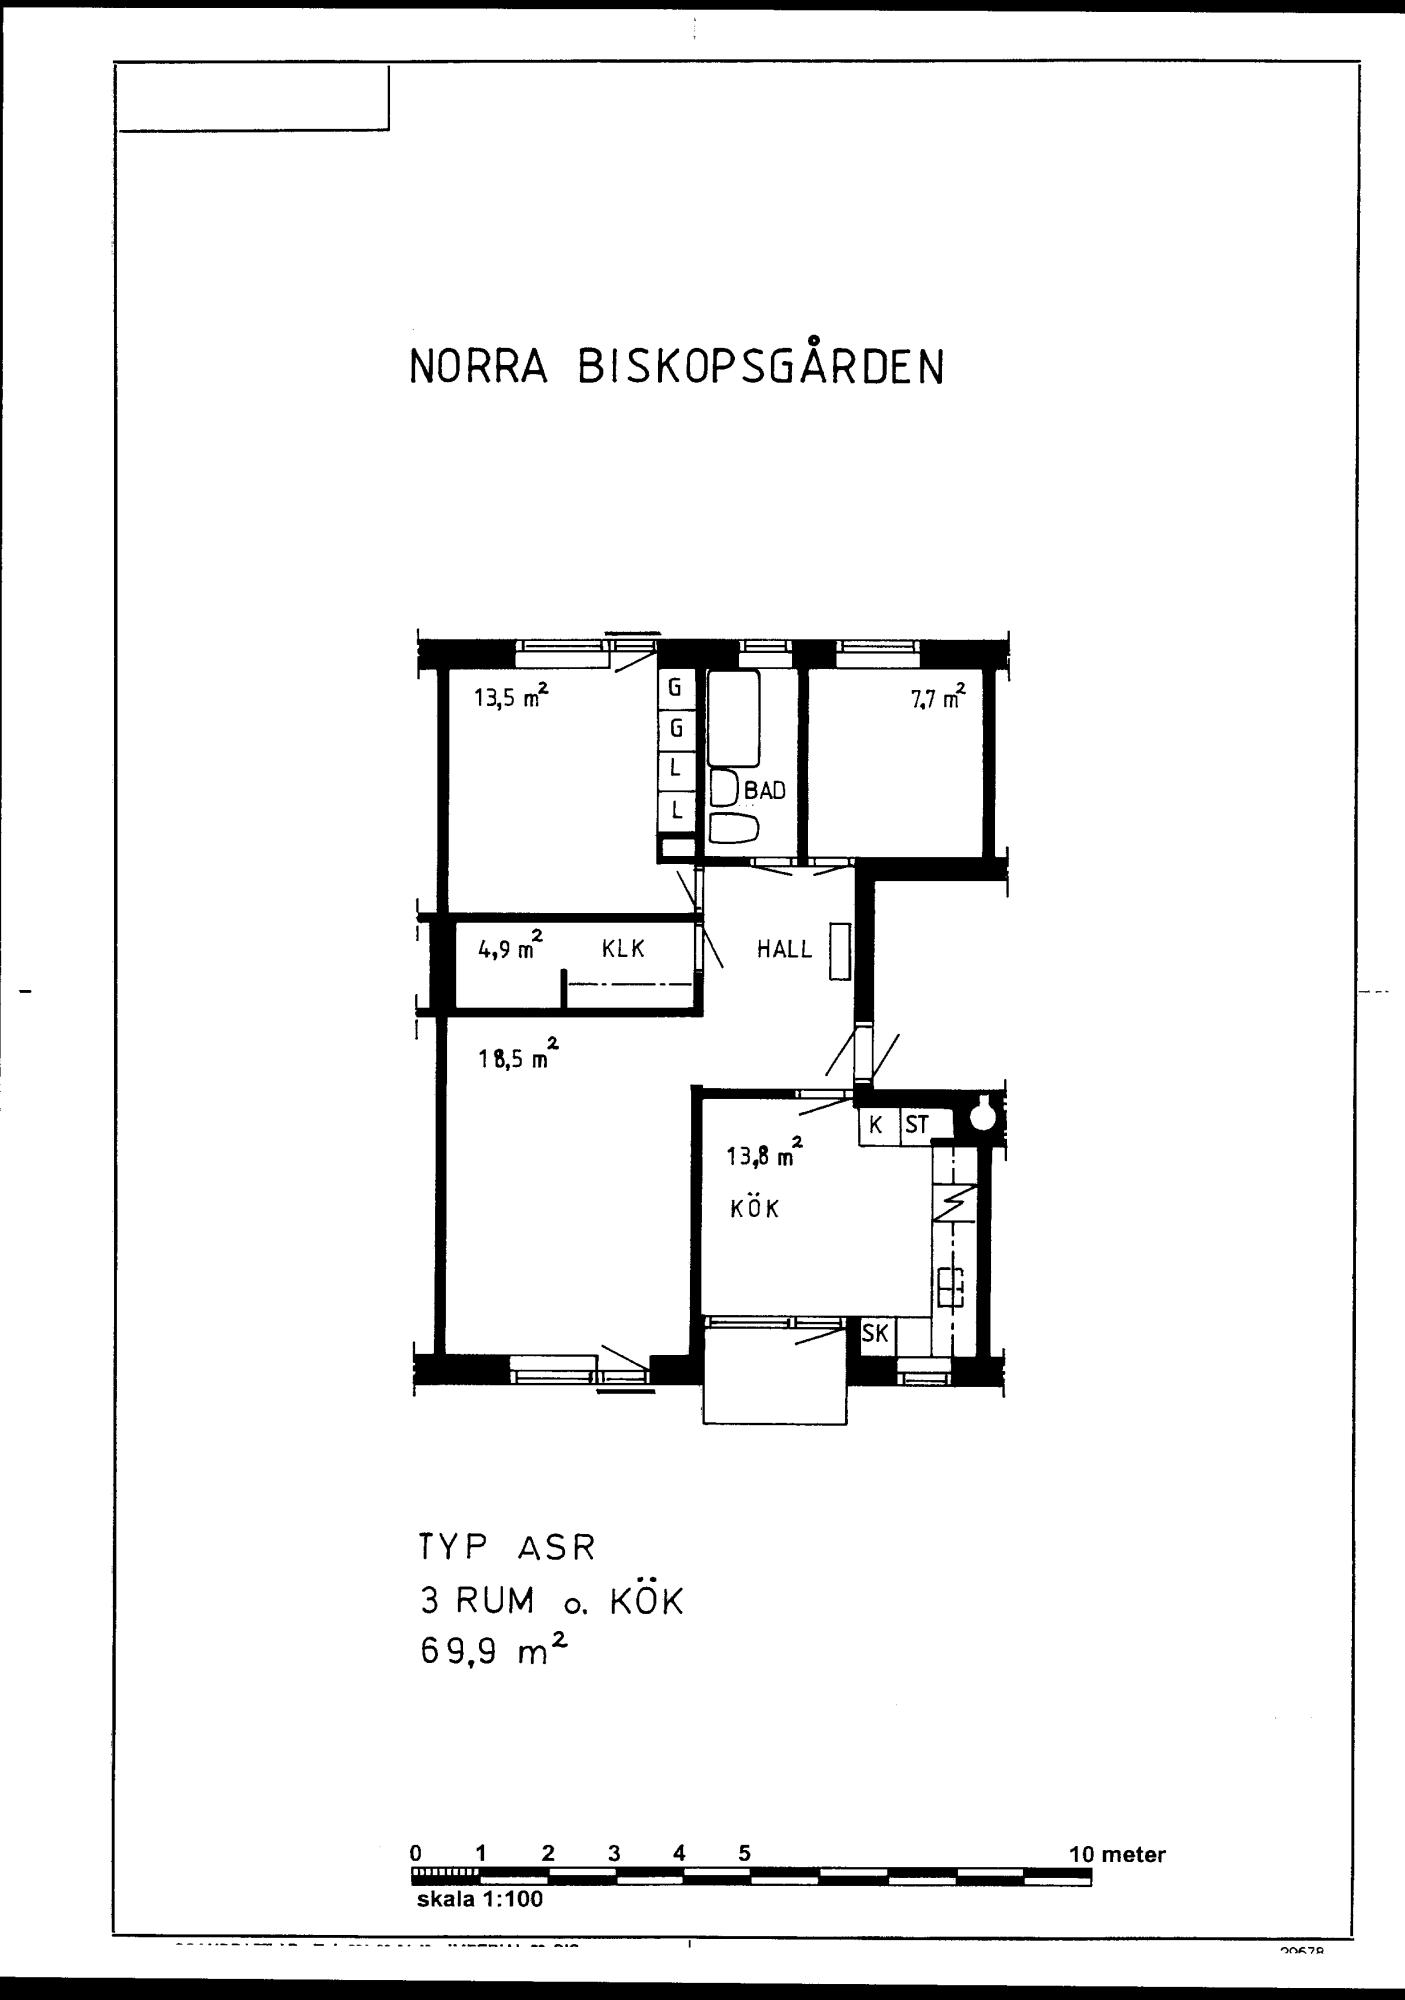 NORRA BISKOPSGÅRDEN
13,5 m²
G
7,7 m²
G
L
BAD
L
4,9 m²
KLK
HALL
18,5 m²
K
ST
13,8 m²
KÖK
SK
TYP ASR
3 RUM o. KÖK
69,9 m²
0 1 2 3 4 5 10 meter
skala 1:100